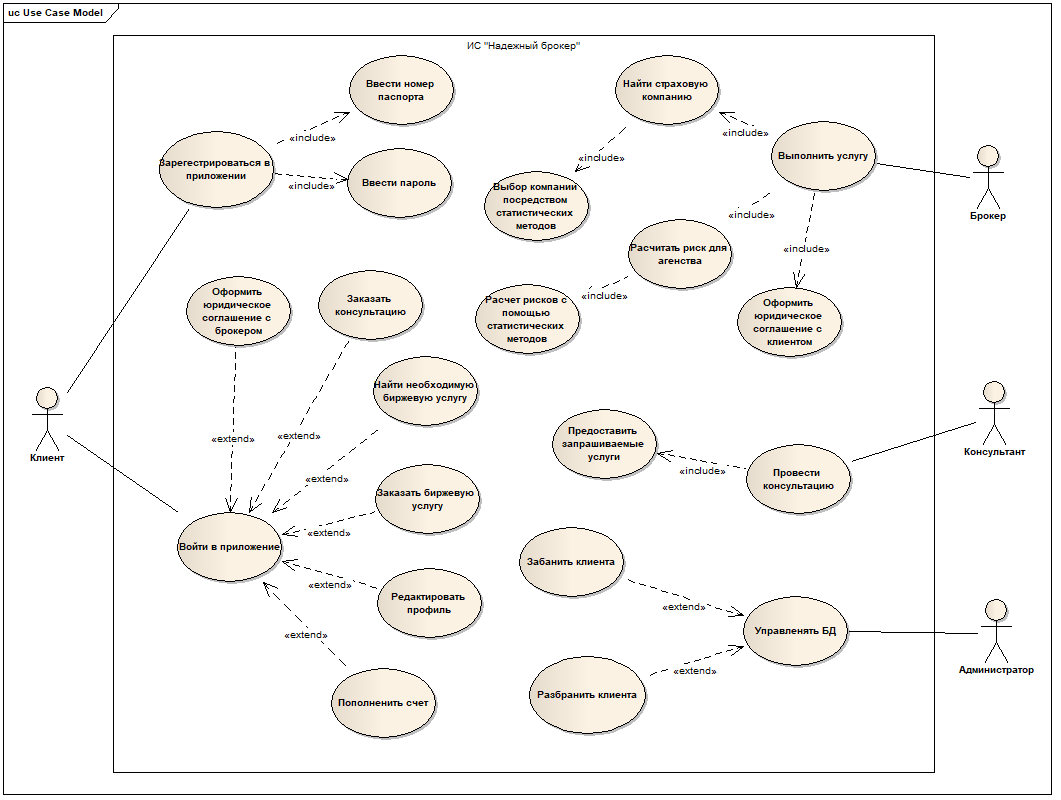 uc Use Case Model
ИС "Надежный брокер"
Ввести номер
паспорта
«include»
Зарегестрироваться в
приложении
«include»
Ввести пароль
Найти страховую
компанию
«include»
Выполнить услугу
«include»
Выбор компании
посредством
статистических
методов
Брокер
«include»
Расчитать риск для
агенства
«include»
«include»
Расчет рисков с
помощью
статистических
методов
Оформить
юридическое
соглашение с
клиентом
Оформить
юридическое
соглашение с
брокером
Заказать
консультацию
Найти необходимую
биржевую услугу
«extend»
«extend»
«extend»
Клиент
Заказать биржевую
услугу
«extend»
Войти в приложение
«extend»
Редактировать
профиль
«extend»
Пополненить счет
Предоставить
запрашиваемые
услуги
«include»
Провести
консультацию
Консультант
Забанить клиента
«extend»
Управленять БД
«extend»
Разбранить клиента
Администратор